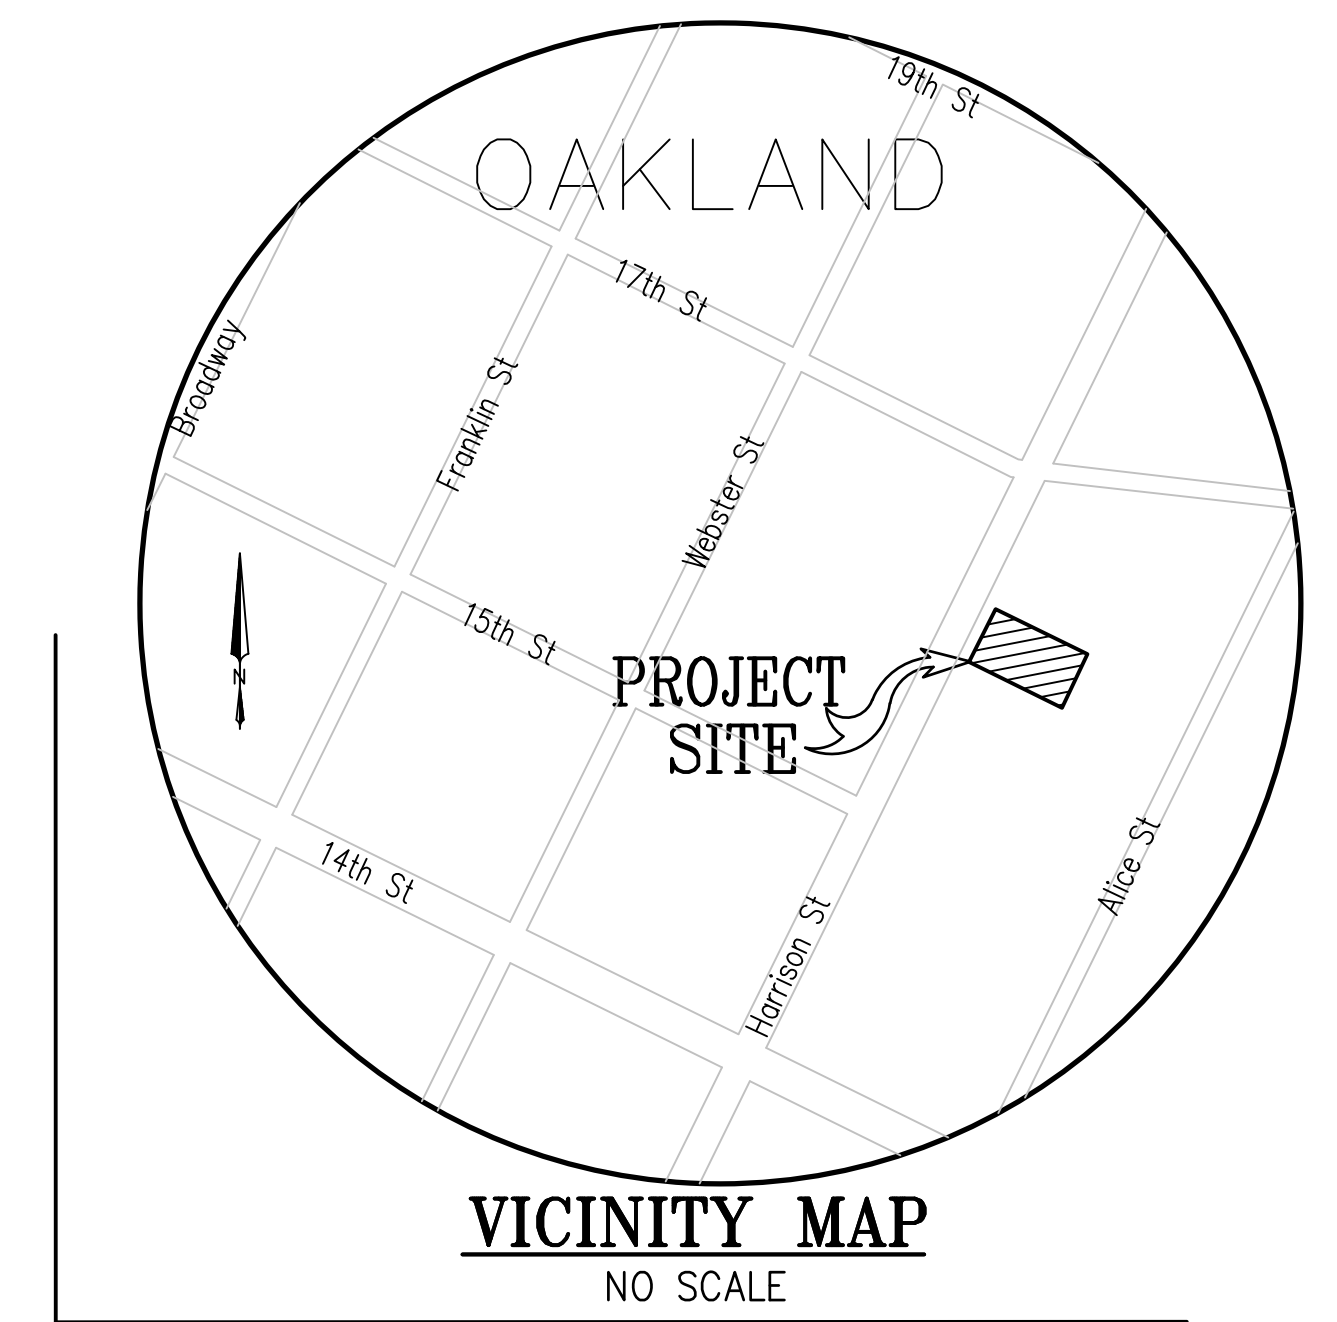 19th St
OAKLAND
17th St
Broadway
Franklin St
Webster St
15th St
PROJECT
SITE
N
14th St
Alice St
Harrison St
VICINITY MAP
NO SCALE